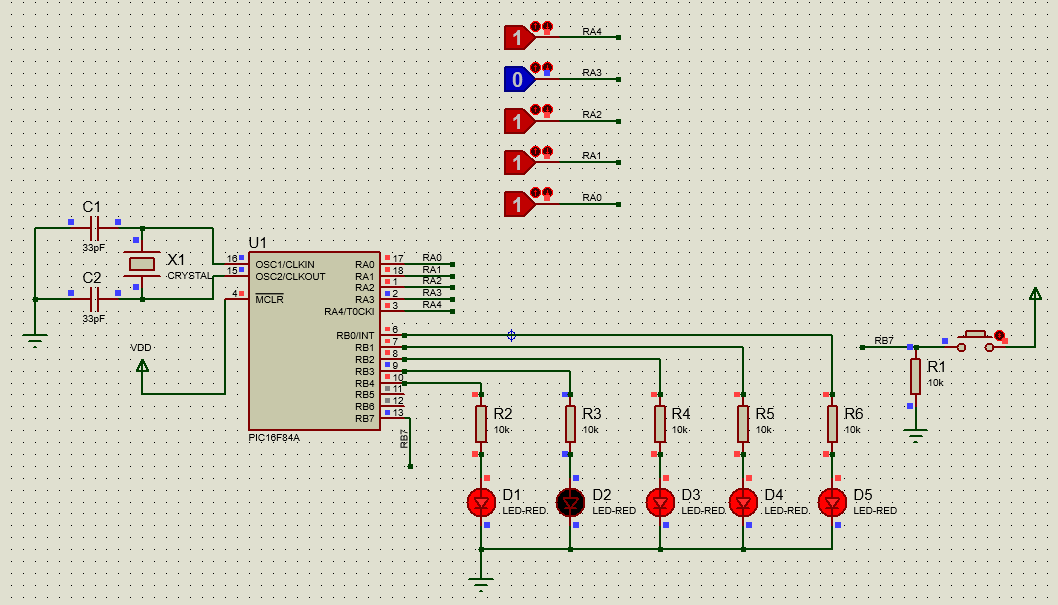 1 RA4
0 RA3
1 RA2
1 RA1
1 RA0
C1
33pF
X1
CRYSTAL
C2
33pF
VDD
U1
16 OSC1/CLKIN
15 OSC2/CLKOUT
4 MCLR
RA0 17 RA0
RA1 18 RA1
RA2 1 RA2
RA3 2 RA3
RA4/T0CKI 3 RA4
RB0/INT 6
RB1 7
RB2 8
RB3 9
RB4 10
RB5 11
RB6 12
RB7 13
PIC16F84A
RB7
RB7
R1
10k
R2
10k
R3
10k
R4
10k
R5
10k
R6
10k
D1
LED-RED
D2
LED-RED
D3
LED-RED
D4
LED-RED
D5
LED-RED